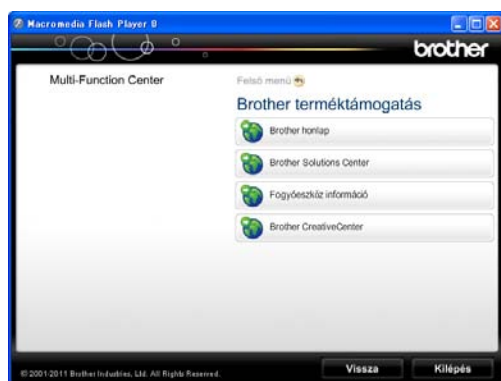 Macromedia Flash Player 8
brother
Multi-Function Center
Felső menü
Brother terméktámogatás
Brother honlap
Brother Solutions Center
Fogyóeszköz információ
Brother CreativeCenter
© 2001-2011 Brother Industries, Ltd. All Rights Reserved.
Vissza
Kilépés